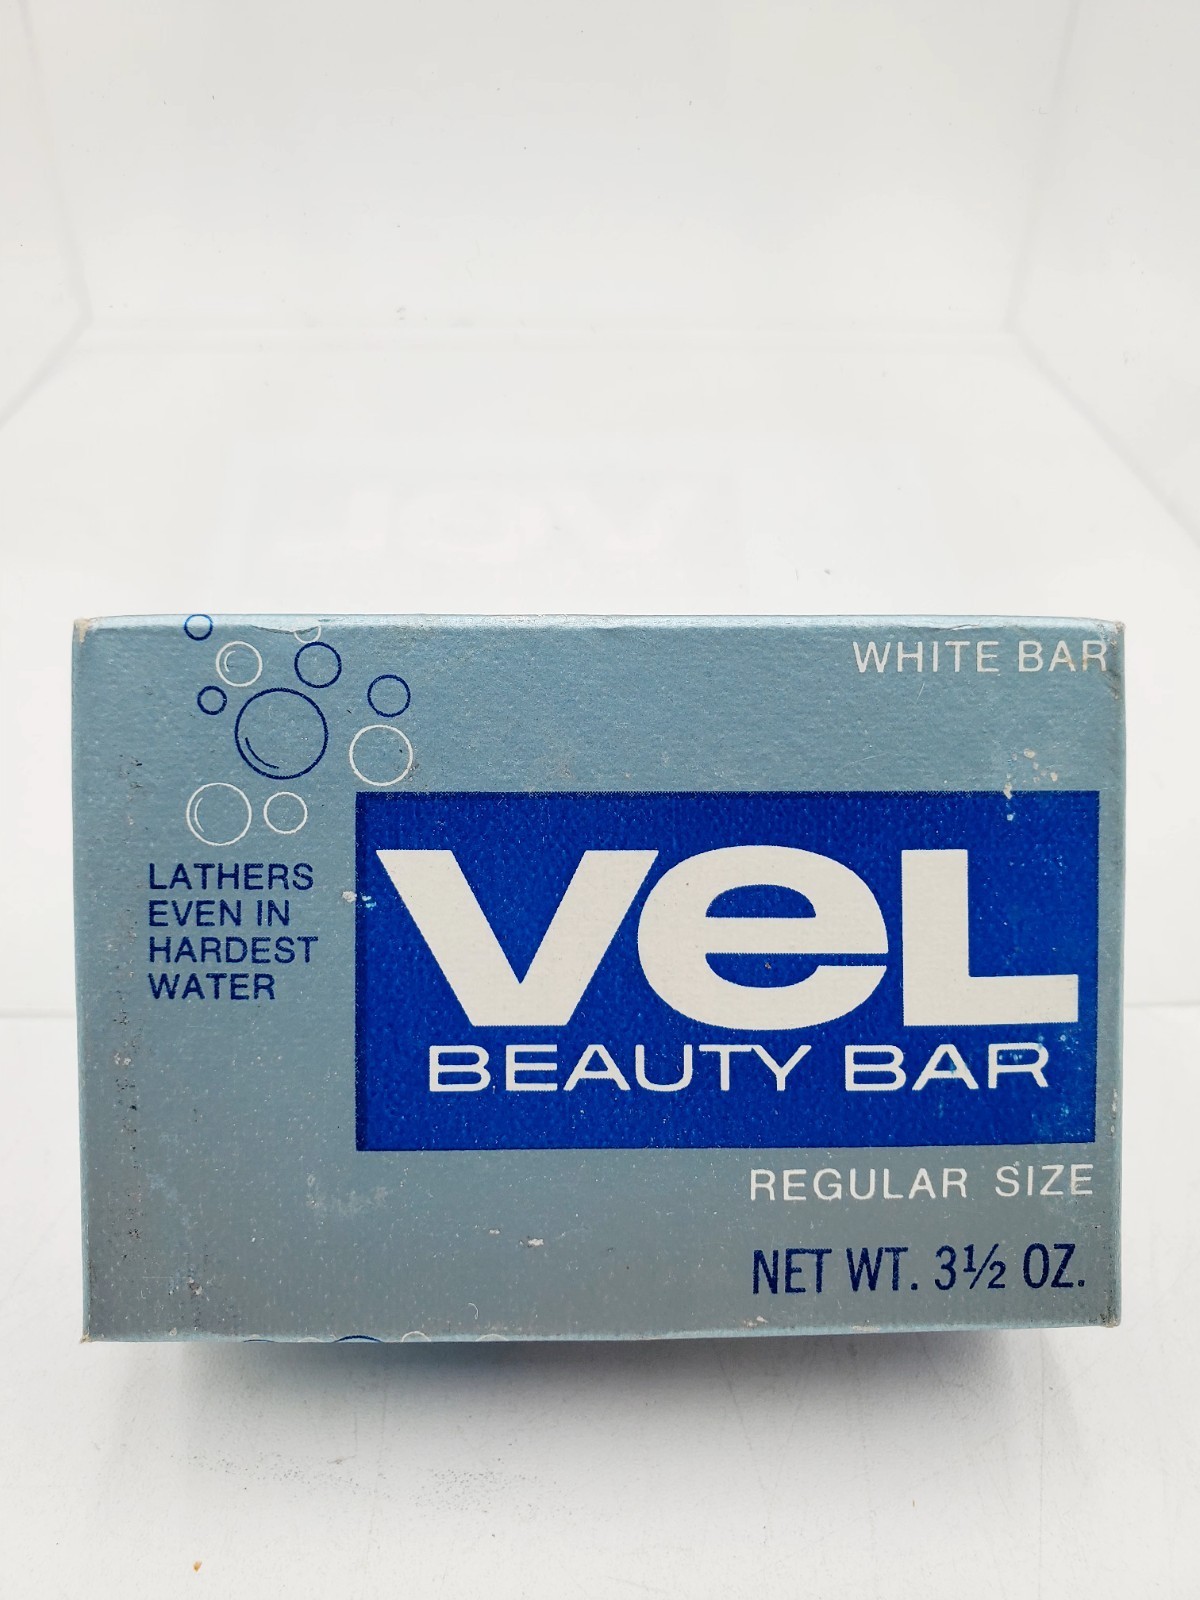 WHITE BAR
LATHERS
EVEN IN
HARDEST
WATER
veL
BEAUTY BAR
REGULAR SIZE
NET WT. 3½ OZ.